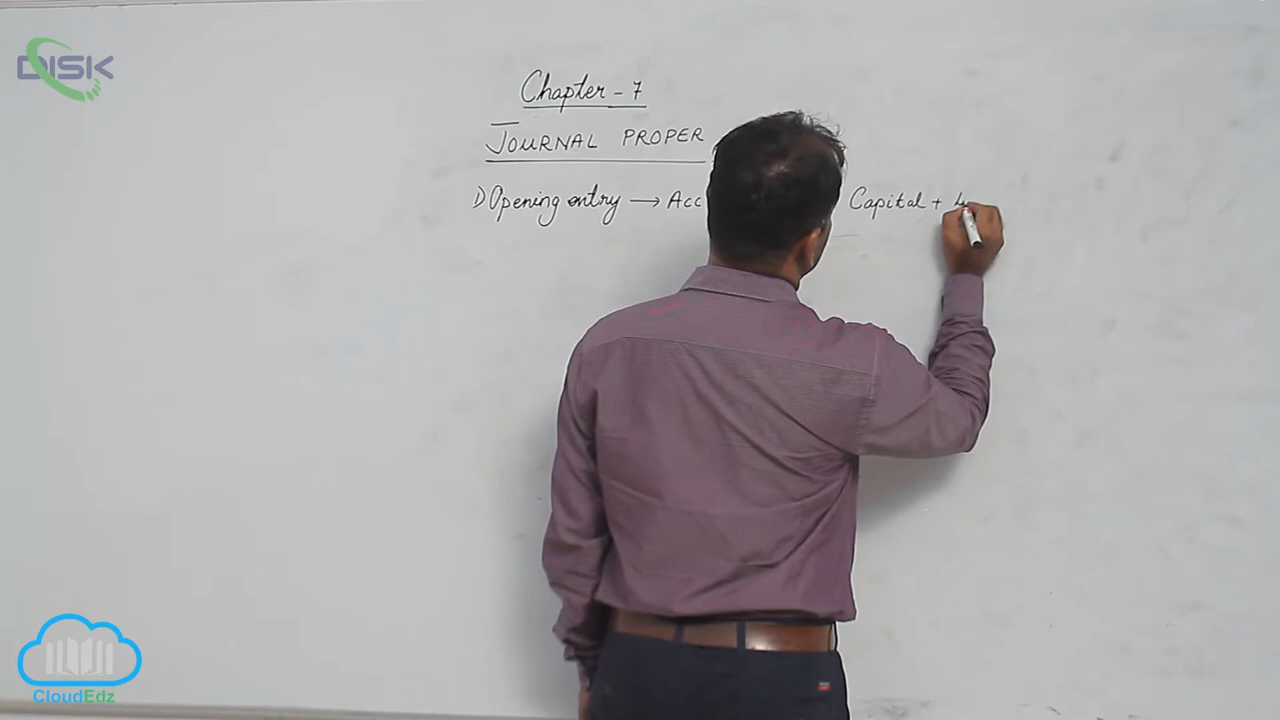 DISK
Chapter - 7
JOURNAL PROPER
1) Opening entry → Acc Capital +
CloudEdz